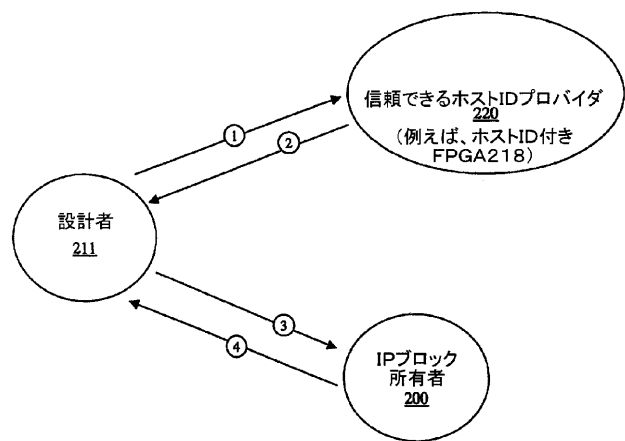 信頼できるホストIDプロバイダ
220
(例えば、ホストID付き
FPGA218)
①
②
設計者
211
③
④
IPブロック
所有者
200